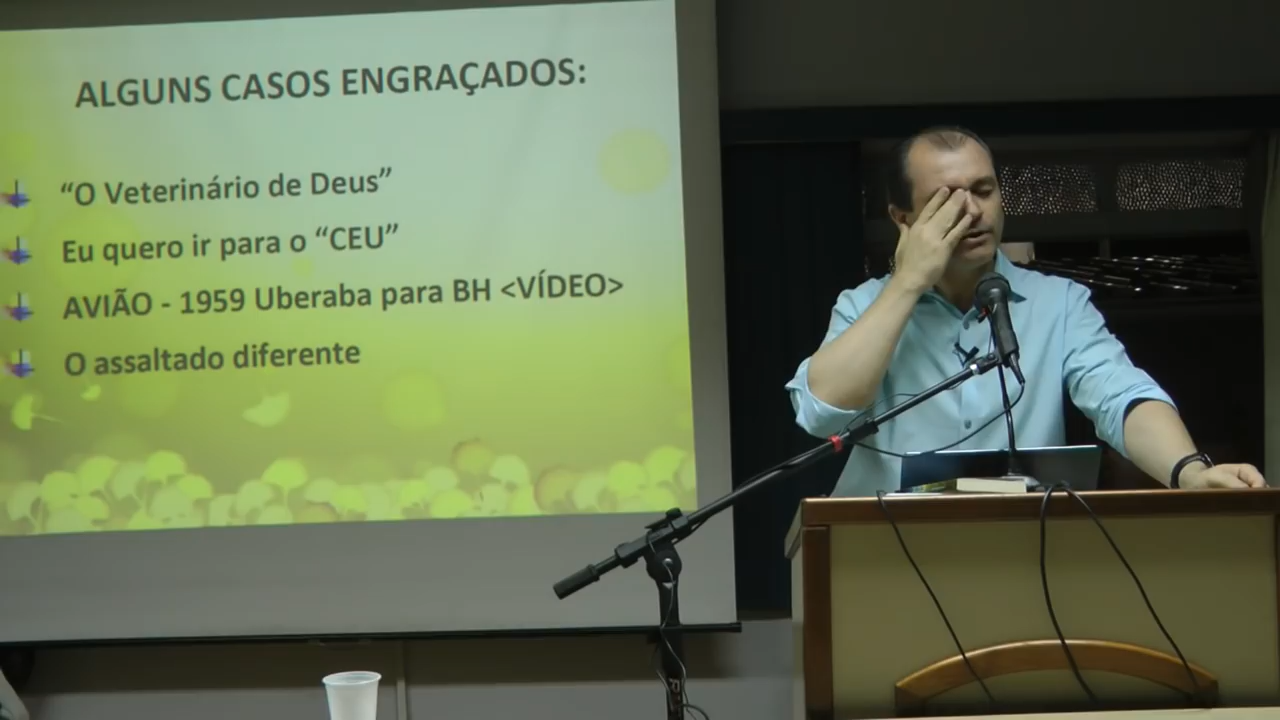 ALGUNS CASOS ENGRAÇADOS:
“O Veterinário de Deus”
Eu quero ir para o “CEU”
AVIÃO - 1959 Uberaba para BH <VÍDEO>
O assaltado diferente